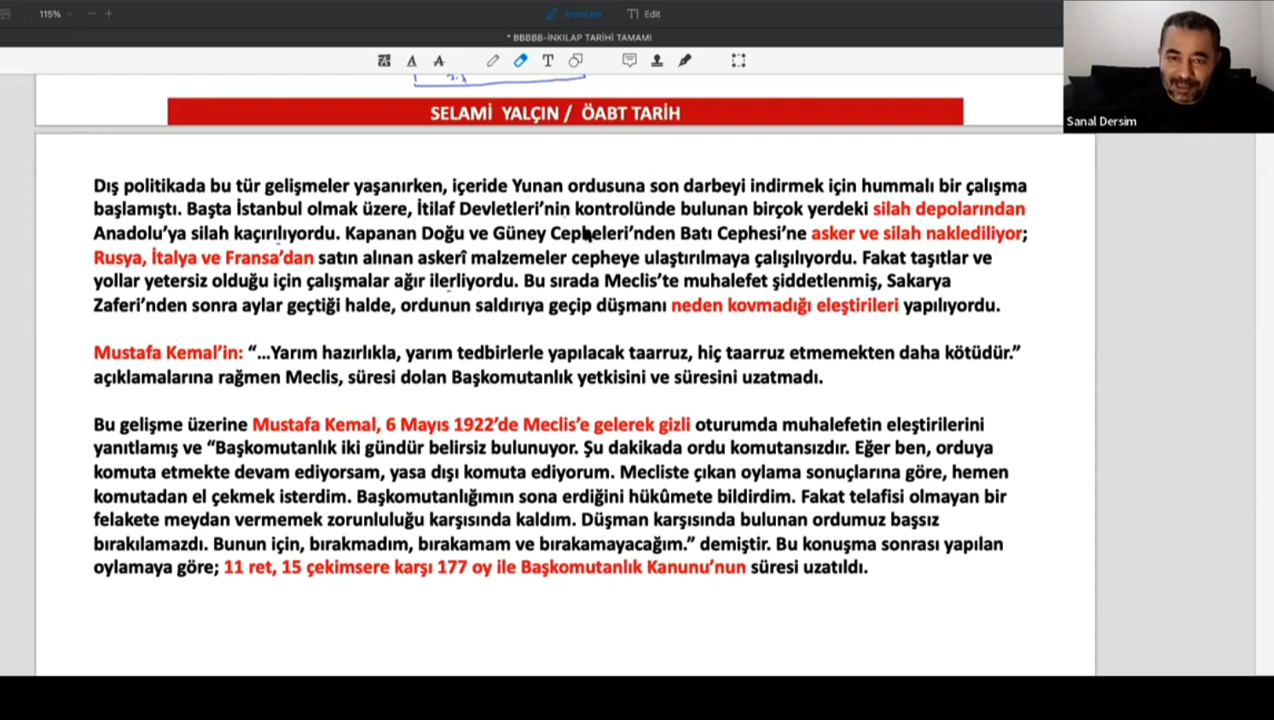 115%
Annotate
Edit
* BBBBB-İNKILAP TARİHİ TAMAMI
Sanal Dersim
SELAMİ YALÇIN / ÖABT TARİH
Dış politikada bu tür gelişmeler yaşanırken, içeride Yunan ordusuna son darbeyi indirmek için hummalı bir çalışma
başlamıştı. Başta İstanbul olmak üzere, İtilaf Devletleri’nin kontrolünde bulunan birçok yerdeki silah depolarından
Anadolu’ya silah kaçırılıyordu. Kapanan Doğu ve Güney Cepheleri’nden Batı Cephesi’ne asker ve silah naklediliyor;
Rusya, İtalya ve Fransa’dan satın alınan askerî malzemeler cepheye ulaştırılmaya çalışılıyordu. Fakat taşıtlar ve
yollar yetersiz olduğu için çalışmalar ağır ilerliyordu. Bu sırada Meclis’te muhalefet şiddetlenmiş, Sakarya
Zaferi’nden sonra aylar geçtiği halde, ordunun saldırıya geçip düşmanı neden kovmadığı eleştirileri yapılıyordu.
Mustafa Kemal’in: “…Yarım hazırlıkla, yarım tedbirlerle yapılacak taarruz, hiç taarruz etmemekten daha kötüdür.”
açıklamalarına rağmen Meclis, süresi dolan Başkomutanlık yetkisini ve süresini uzatmadı.
Bu gelişme üzerine Mustafa Kemal, 6 Mayıs 1922’de Meclis’e gelerek gizli oturumda muhalefetin eleştirilerini
yanıtlamış ve “Başkomutanlık iki gündür belirsiz bulunuyor. Şu dakikada ordu komutansızdır. Eğer ben, orduya
komuta etmekte devam ediyorsam, yasa dışı komuta ediyorum. Mecliste çıkan oylama sonuçlarına göre, hemen
komutadan el çekmek isterdim. Başkomutanlığımın sona erdiğini hükûmete bildirdim. Fakat telafisi olmayan bir
felakete meydan vermemek zorunluluğu karşısında kaldım. Düşman karşısında bulunan ordumuz başsız
bırakılamazdı. Bunun için, bırakmadım, bırakamam ve bırakamayacağım.” demiştir. Bu konuşma sonrası yapılan
oylamaya göre; 11 ret, 15 çekimsere karşı 177 oy ile Başkomutanlık Kanunu’nun süresi uzatıldı.